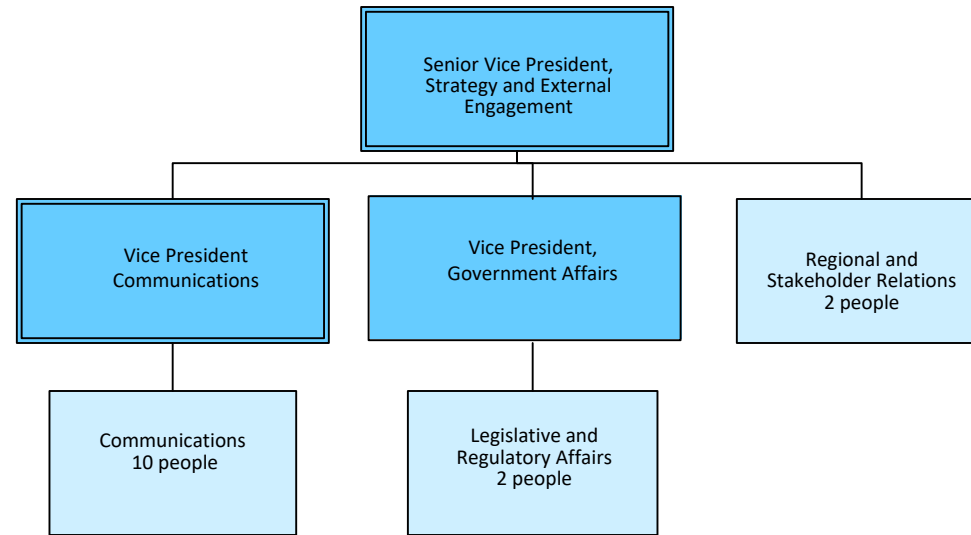 Senior Vice President,
Strategy and External
Engagement
Vice President
Communications
Vice President,
Government Affairs
Regional and
Stakeholder Relations
2 people
Communications
10 people
Legislative and
Regulatory Affairs
2 people